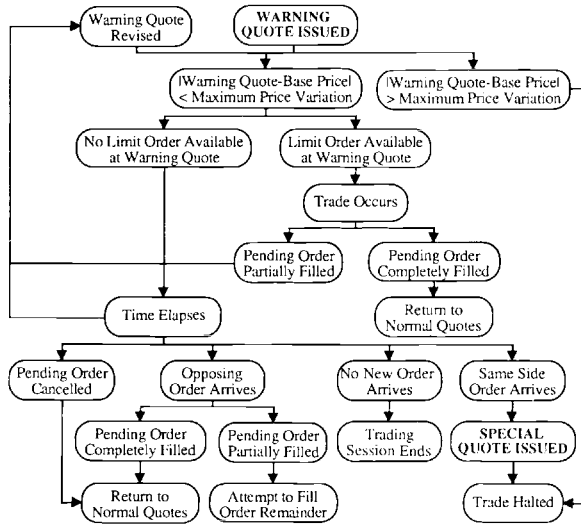 Warning Quote
Revised
WARNING
QUOTE ISSUED
|Warning Quote-Base Price|
< Maximum Price Variation
|Warning Quote-Base Price|
> Maximum Price Variation
No Limit Order Available
at Warning Quote
Limit Order Available
at Warning Quote
Trade Occurs
Pending Order
Partially Filled
Pending Order
Completely Filled
Time Elapses
Return to
Normal Quotes
Pending Order
Cancelled
Opposing
Order Arrives
No New Order
Arrives
Same Side
Order Arrives
Pending Order
Completely Filled
Pending Order
Partially Filled
Trading
Session Ends
SPECIAL
QUOTE ISSUED
Return to
Normal Quotes
Attempt to Fill
Order Remainder
Trade Halted